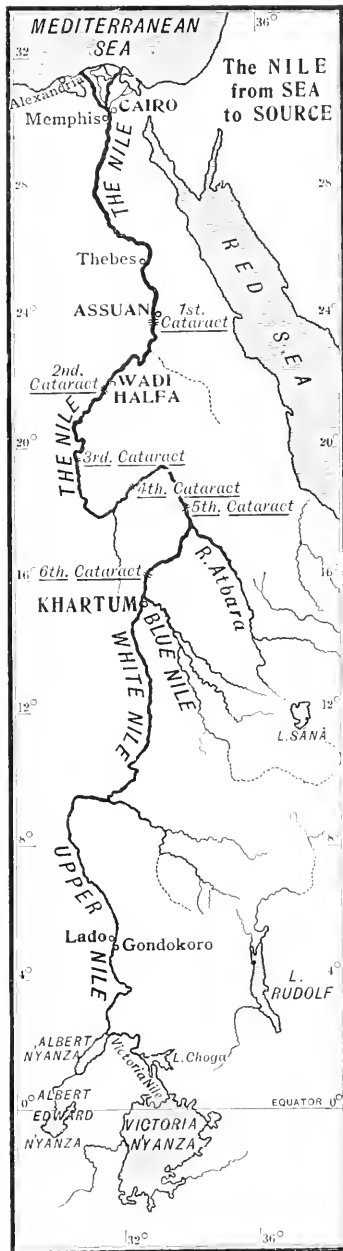 MEDITERRANEAN
SEA
36°
32
The NILE
from SEA
to SOURCE
Alexandria
CAIRO
Memphis
THE NILE
28
28
Thebes
RED SEA
ASSUAN
1st.
Cataract
24°
24°
2nd.
Cataract
WADI
HALFA
THE NILE
20°
20°
3rd. Cataract
4th. Cataract
5th. Cataract
16°
16°
6th. Cataract
R. Atbara
KHARTUM
BLUE NILE
WHITE NILE
12°
12°
L. SANÂ
8°
8°
UPPER
NILE
Lado
Gondokoro
4°
4°
L.
RUDOLF
ALBERT
NYANZA
Victoria Nile
L. Choga
ALBERT
EDWARD
NYANZA
0°
EQUATOR
0°
VICTORIA
NYANZA
32°
36°